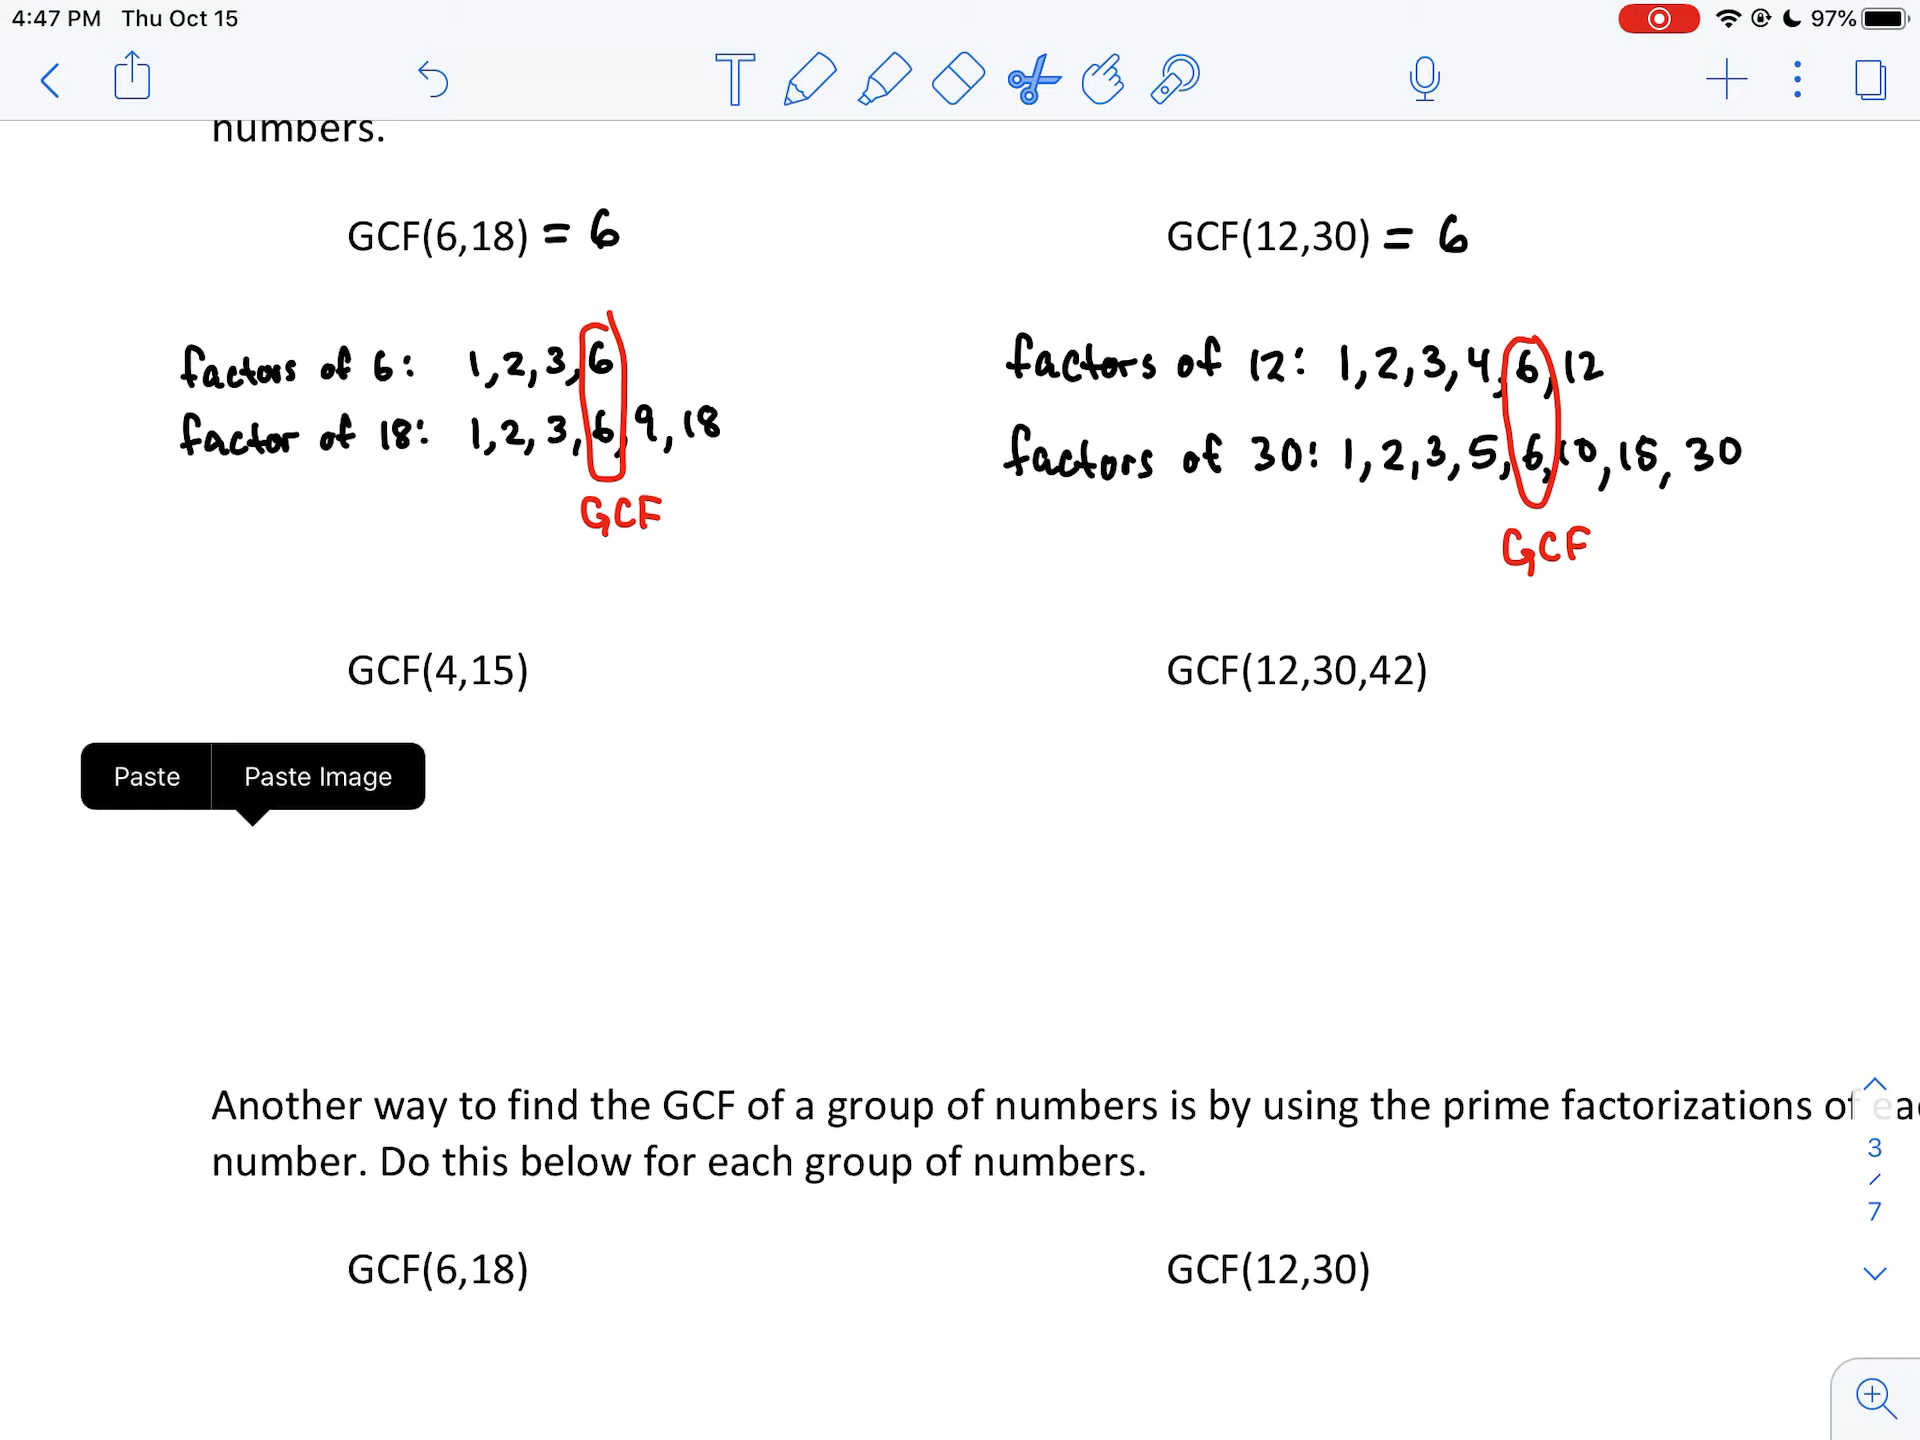 4:47 PM Thu Oct 15 97%
T
numbers.
GCF(6,18) = 6
GCF(12,30) = 6
factors of 6: 1,2,3,6
factor of 18: 1,2,3,6,9,18
GCF
factors of 12: 1,2,3,4,6,12
factors of 30: 1,2,3,5,6,10,15,30
GCF
GCF(4,15)
GCF(12,30,42)
Paste Paste Image
Another way to find the GCF of a group of numbers is by using the prime factorizations of ea
number. Do this below for each group of numbers.
3
/
7
GCF(6,18)
GCF(12,30)